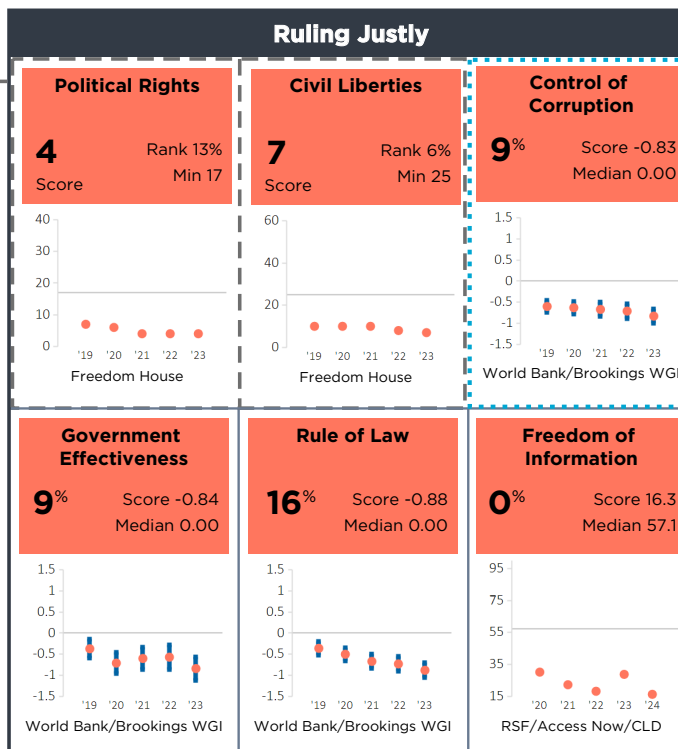 Ruling Justly
Political Rights
4
Score
Rank 13%
Min 17
40
30
20
10
0
'19 '20 '21 '22 '23
Freedom House
Civil Liberties
7
Score
Rank 6%
Min 25
60
40
20
0
'19 '20 '21 '22 '23
Freedom House
Control of
Corruption
9%
Score -0.83
Median 0.00
1.5
1
0.5
0
-0.5
-1
-1.5
'19 '20 '21 '22 '23
World Bank/Brookings WGI
Government
Effectiveness
9%
Score -0.84
Median 0.00
1.5
1
0.5
0
-0.5
-1
-1.5
'19 '20 '21 '22 '23
World Bank/Brookings WGI
Rule of Law
16%
Score -0.88
Median 0.00
1.5
1
0.5
0
-0.5
-1
-1.5
'19 '20 '21 '22 '23
World Bank/Brookings WGI
Freedom of
Information
0%
Score 16.3
Median 57.1
95
75
55
35
15
'20 '21 '22 '23 '24
RSF/Access Now/CLD